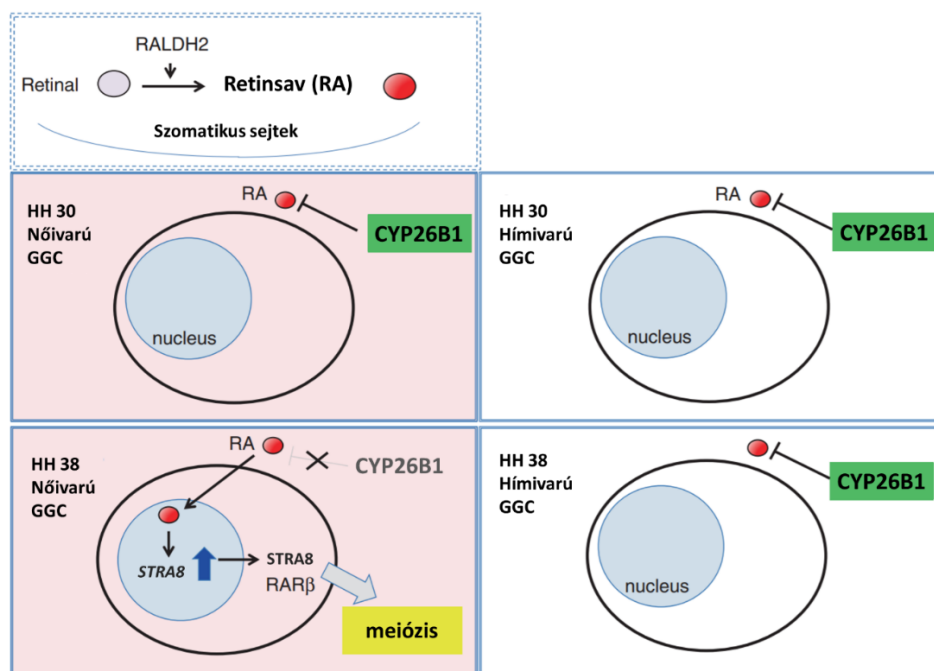 RALDH2
Retinal
Retinsav (RA)
Szomatikus sejtek
HH 30
Nőivarú
GGC
RA
CYP26B1
nucleus
HH 30
Hímivarú
GGC
RA
CYP26B1
nucleus
HH 38
Nőivarú
GGC
RA
CYP26B1
STRA8
STRA8
RARβ
meiózis
HH 38
Hímivarú
GGC
CYP26B1
nucleus